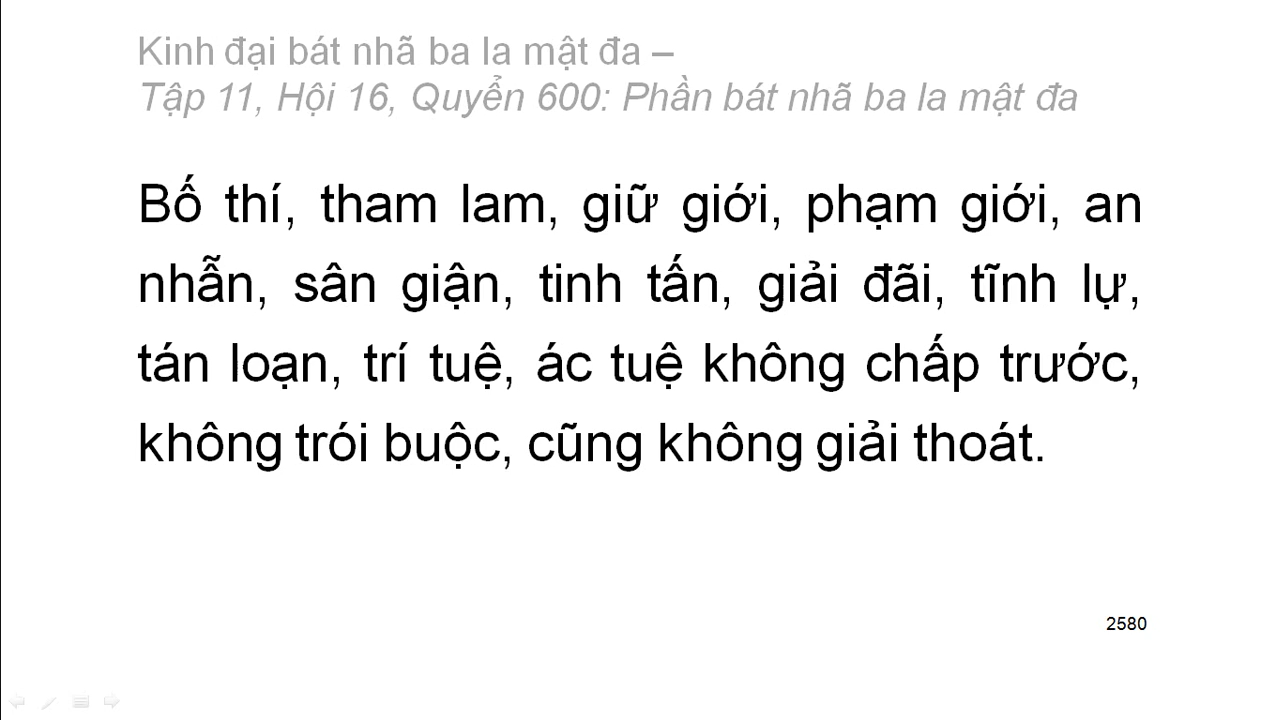 Kinh đại bát nhã ba la mật đa –
Tập 11, Hội 16, Quyển 600: Phần bát nhã ba la mật đa
Bố thí, tham lam, giữ giới, phạm giới, an
nhẫn, sân giận, tinh tấn, giải đãi, tĩnh lự,
tán loạn, trí tuệ, ác tuệ không chấp trước,
không trói buộc, cũng không giải thoát.
2580